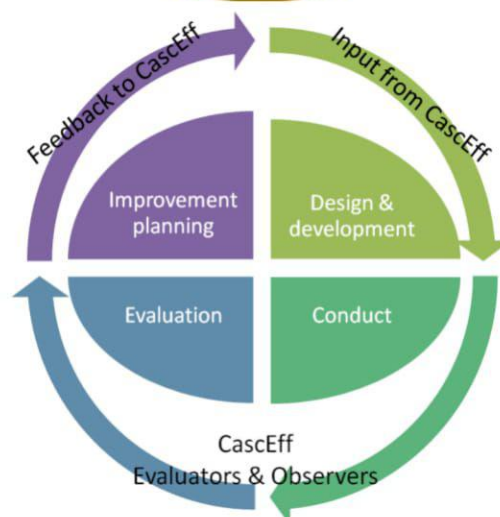 Feedback to CascEff
Input from CascEff
Improvement
planning
Design &
development
Evaluation
Conduct
CascEff
Evaluators & Observers